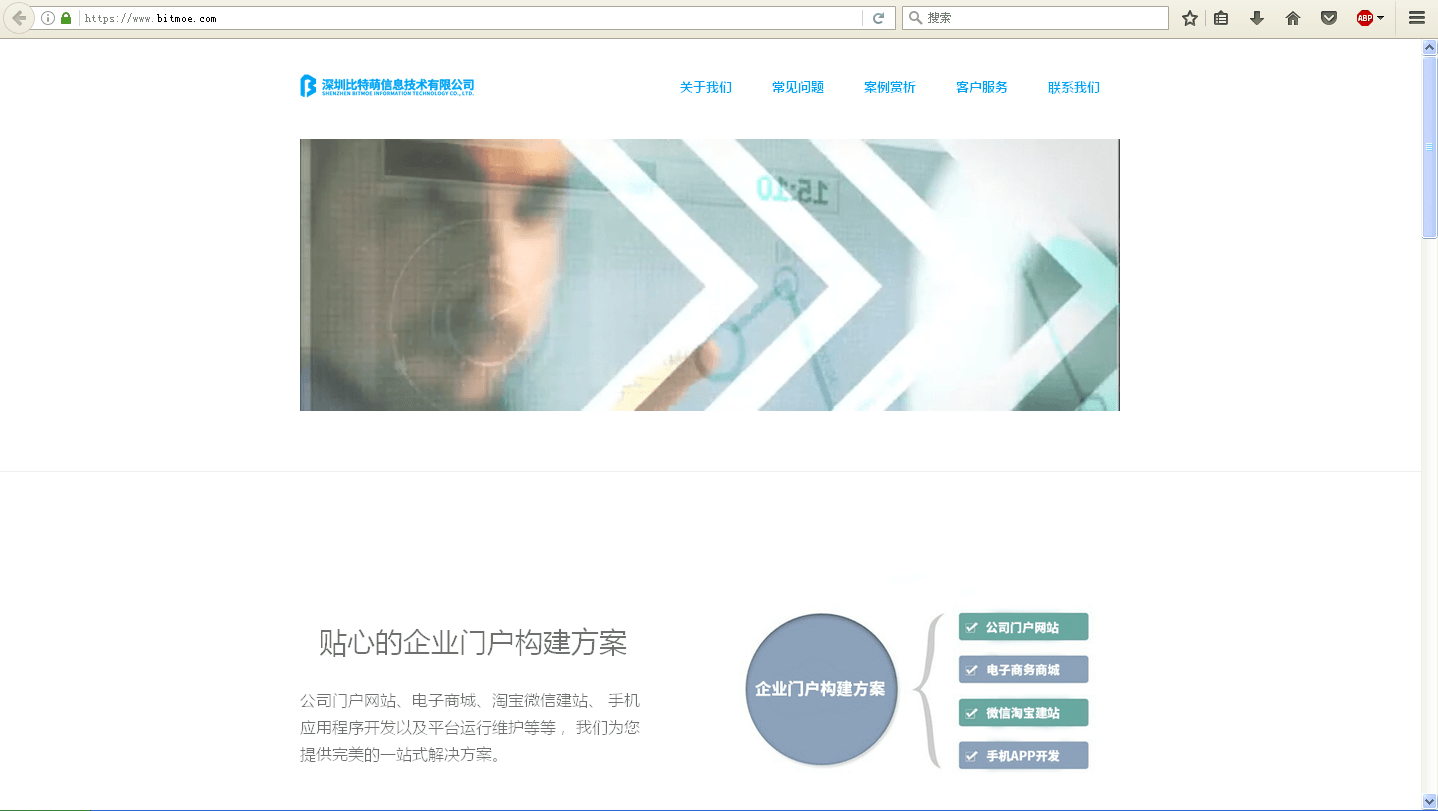 https://www.bitmoe.com
搜索
ABP
深圳比特萌信息技术有限公司
SHENZHEN BITMOE INFORMATION TECHNOLOGY CO., LTD.
关于我们 常见问题 案例赏析 客户服务 联系我们
15:10
贴心的企业门户构建方案
公司门户网站、电子商城、淘宝微信建站、 手机
应用程序开发以及平台运行维护等等 ，我们为您
提供完美的一站式解决方案。
企业门户构建方案
公司门户网站
电子商务商城
微信淘宝建站
手机APP开发